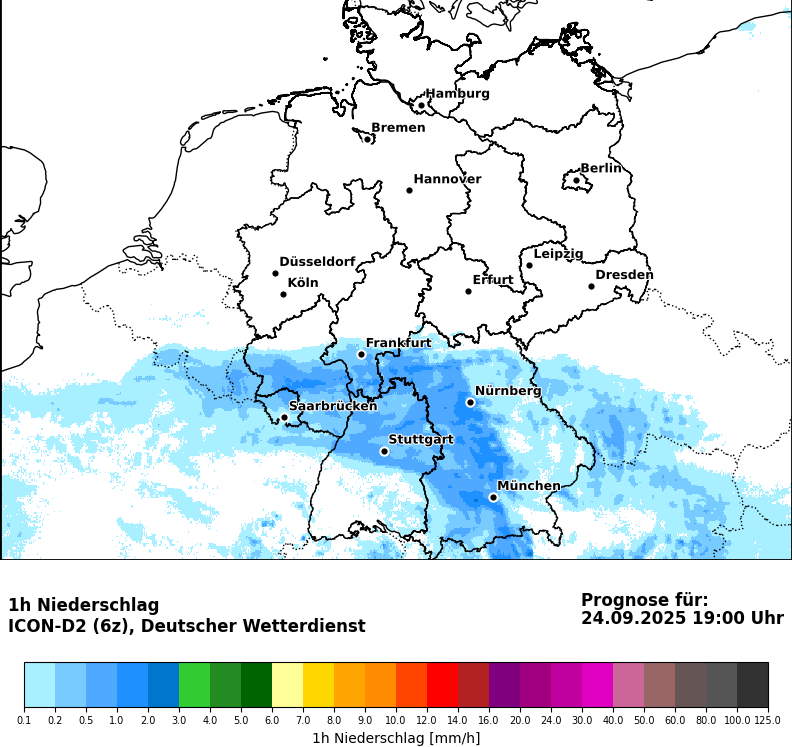 Hamburg
Bremen
Berlin
Hannover
Düsseldorf
Leipzig
Köln
Erfurt
Dresden
Frankfurt
Nürnberg
Saarbrücken
Stuttgart
München
1h Niederschlag
ICON-D2 (6z), Deutscher Wetterdienst
Prognose für:
24.09.2025 19:00 Uhr
0.1 0.2 0.5 1.0 2.0 3.0 4.0 5.0 6.0 7.0 8.0 9.0 10.0 12.0 14.0 16.0 20.0 24.0 30.0 40.0 50.0 60.0 80.0 100.0 125.0
1h Niederschlag [mm/h]